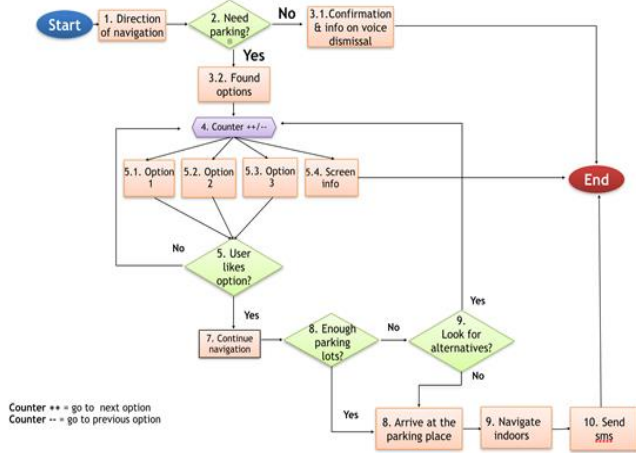 Start
1. Direction
of navigation
2. Need
parking?
No
3.1.Confirmation
& info on voice
dismissal
Yes
3.2. Found
options
4. Counter ++/--
5.1. Option
1
5.2. Option
2
5.3. Option
3
5.4. Screen
info
End
No
5. User
likes
option?
Yes
Yes
7. Continue
navigation
8. Enough
parking
lots?
No
9.
Look for
alternatives?
No
Yes
8. Arrive at the
parking place
9. Navigate
indoors
10. Send
sms
Counter ++ = go to next option
Counter -- = go to previous option